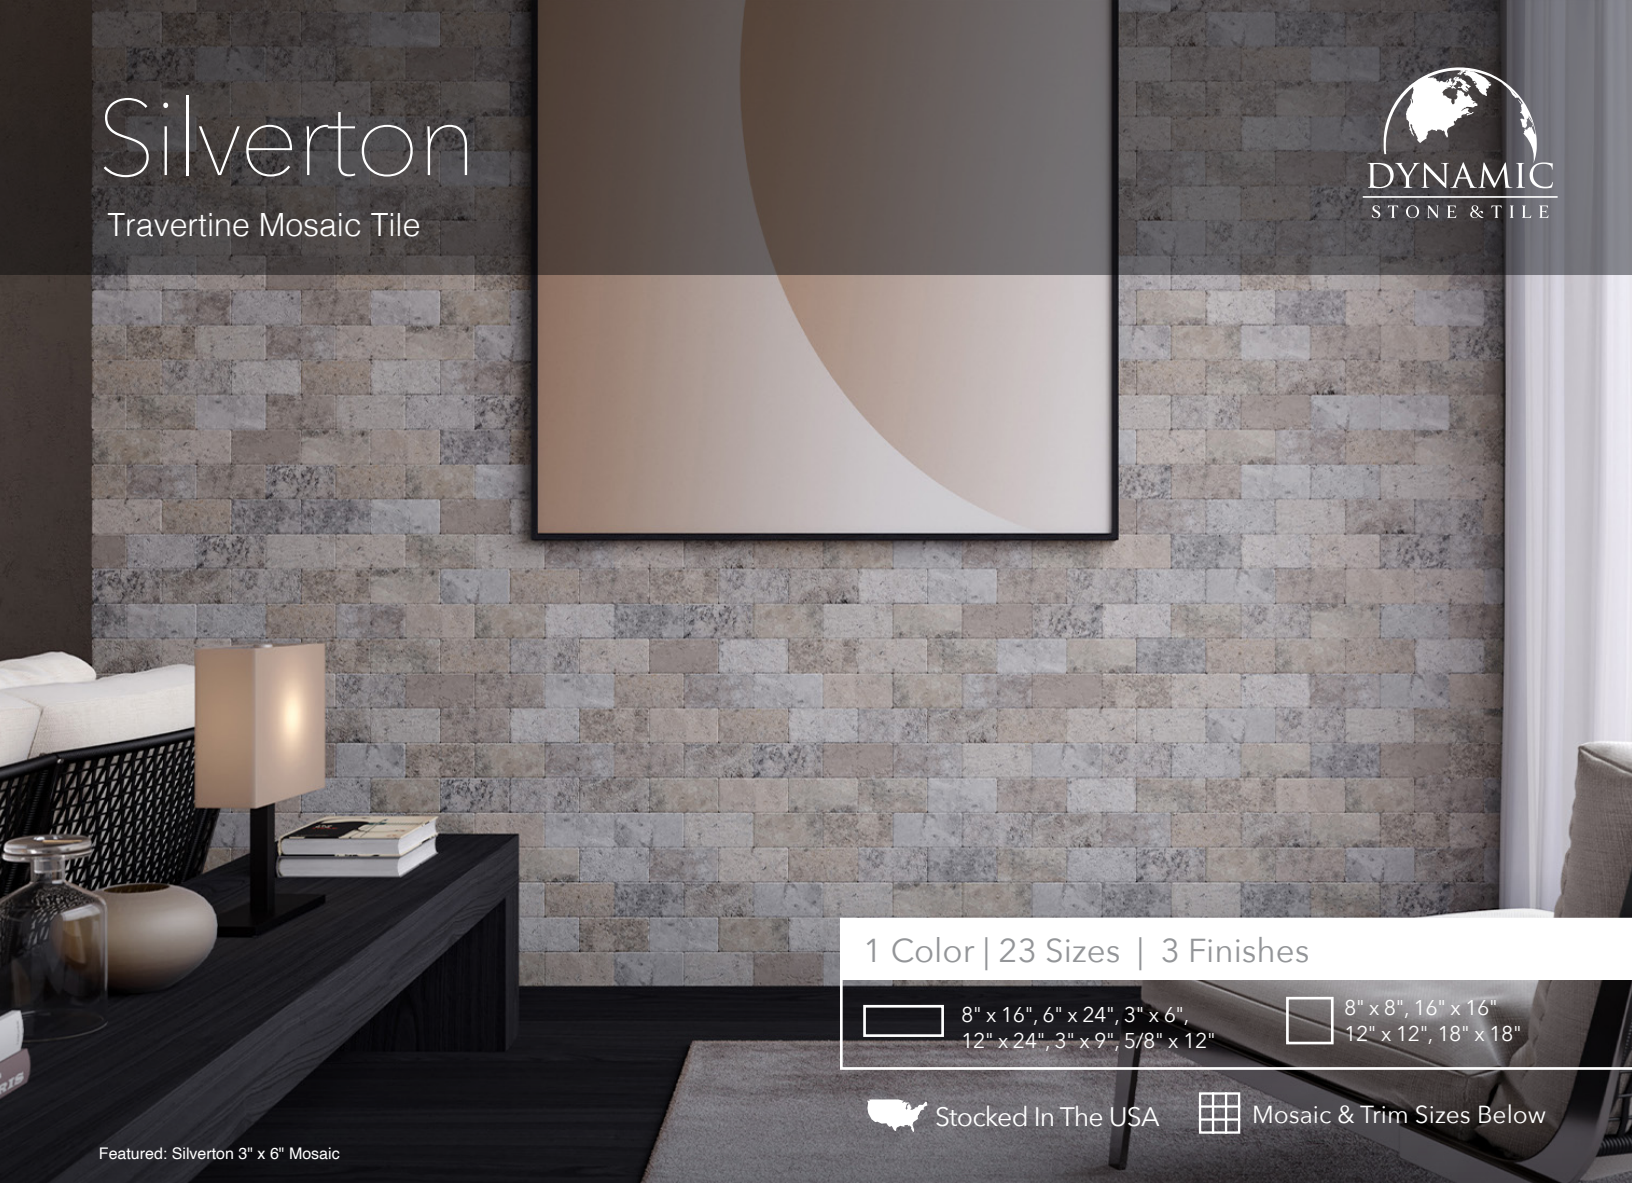 Silverton
Travertine Mosaic Tile
DYNAMIC
STONE & TILE
1 Color | 23 Sizes | 3 Finishes
8" x 16", 6" x 24", 3" x 6",
12" x 24", 3" x 9", 5/8" x 12"
8" x 8", 16" x 16"
12" x 12", 18" x 18"
Stocked In The USA
Mosaic & Trim Sizes Below
Featured: Silverton 3" x 6" Mosaic